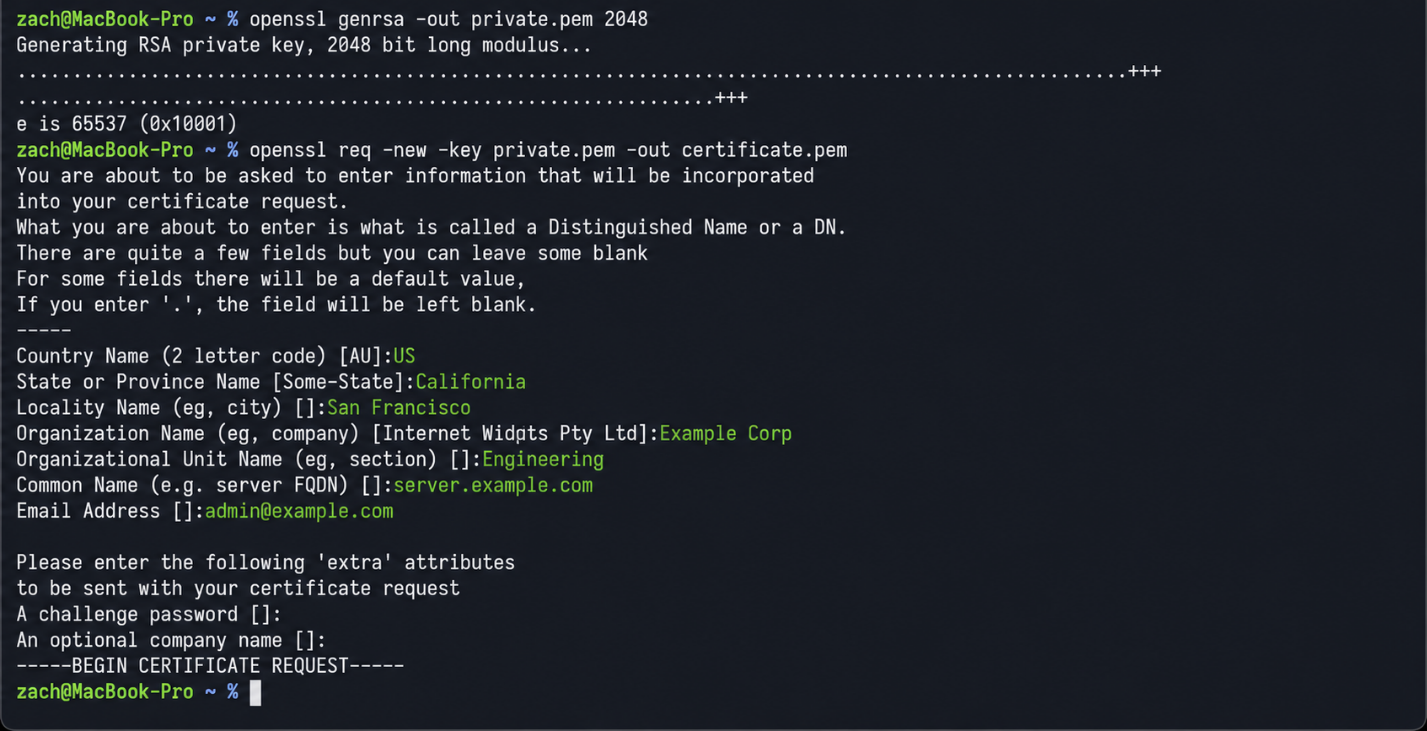 zach@MacBook-Pro ~ % openssl genrsa -out private.pem 2048
Generating RSA private key, 2048 bit long modulus...
....................................................................................................+++
...............................................................+++
e is 65537 (0x10001)
zach@MacBook-Pro ~ % openssl req -new -key private.pem -out certificate.pem
You are about to be asked to enter information that will be incorporated
into your certificate request.
What you are about to enter is what is called a Distinguished Name or a DN.
There are quite a few fields but you can leave some blank
For some fields there will be a default value,
If you enter '.', the field will be left blank.
-----
Country Name (2 letter code) [AU]:US
State or Province Name [Some-State]:California
Locality Name (eg, city) []:San Francisco
Organization Name (eg, company) [Internet Widgts Pty Ltd]:Example Corp
Organizational Unit Name (eg, section) []:Engineering
Common Name (e.g. server FQDN) []:server.example.com
Email Address []:admin@example.com

Please enter the following 'extra' attributes
to be sent with your certificate request
A challenge password []:
An optional company name []:
-----BEGIN CERTIFICATE REQUEST-----
zach@MacBook-Pro ~ %